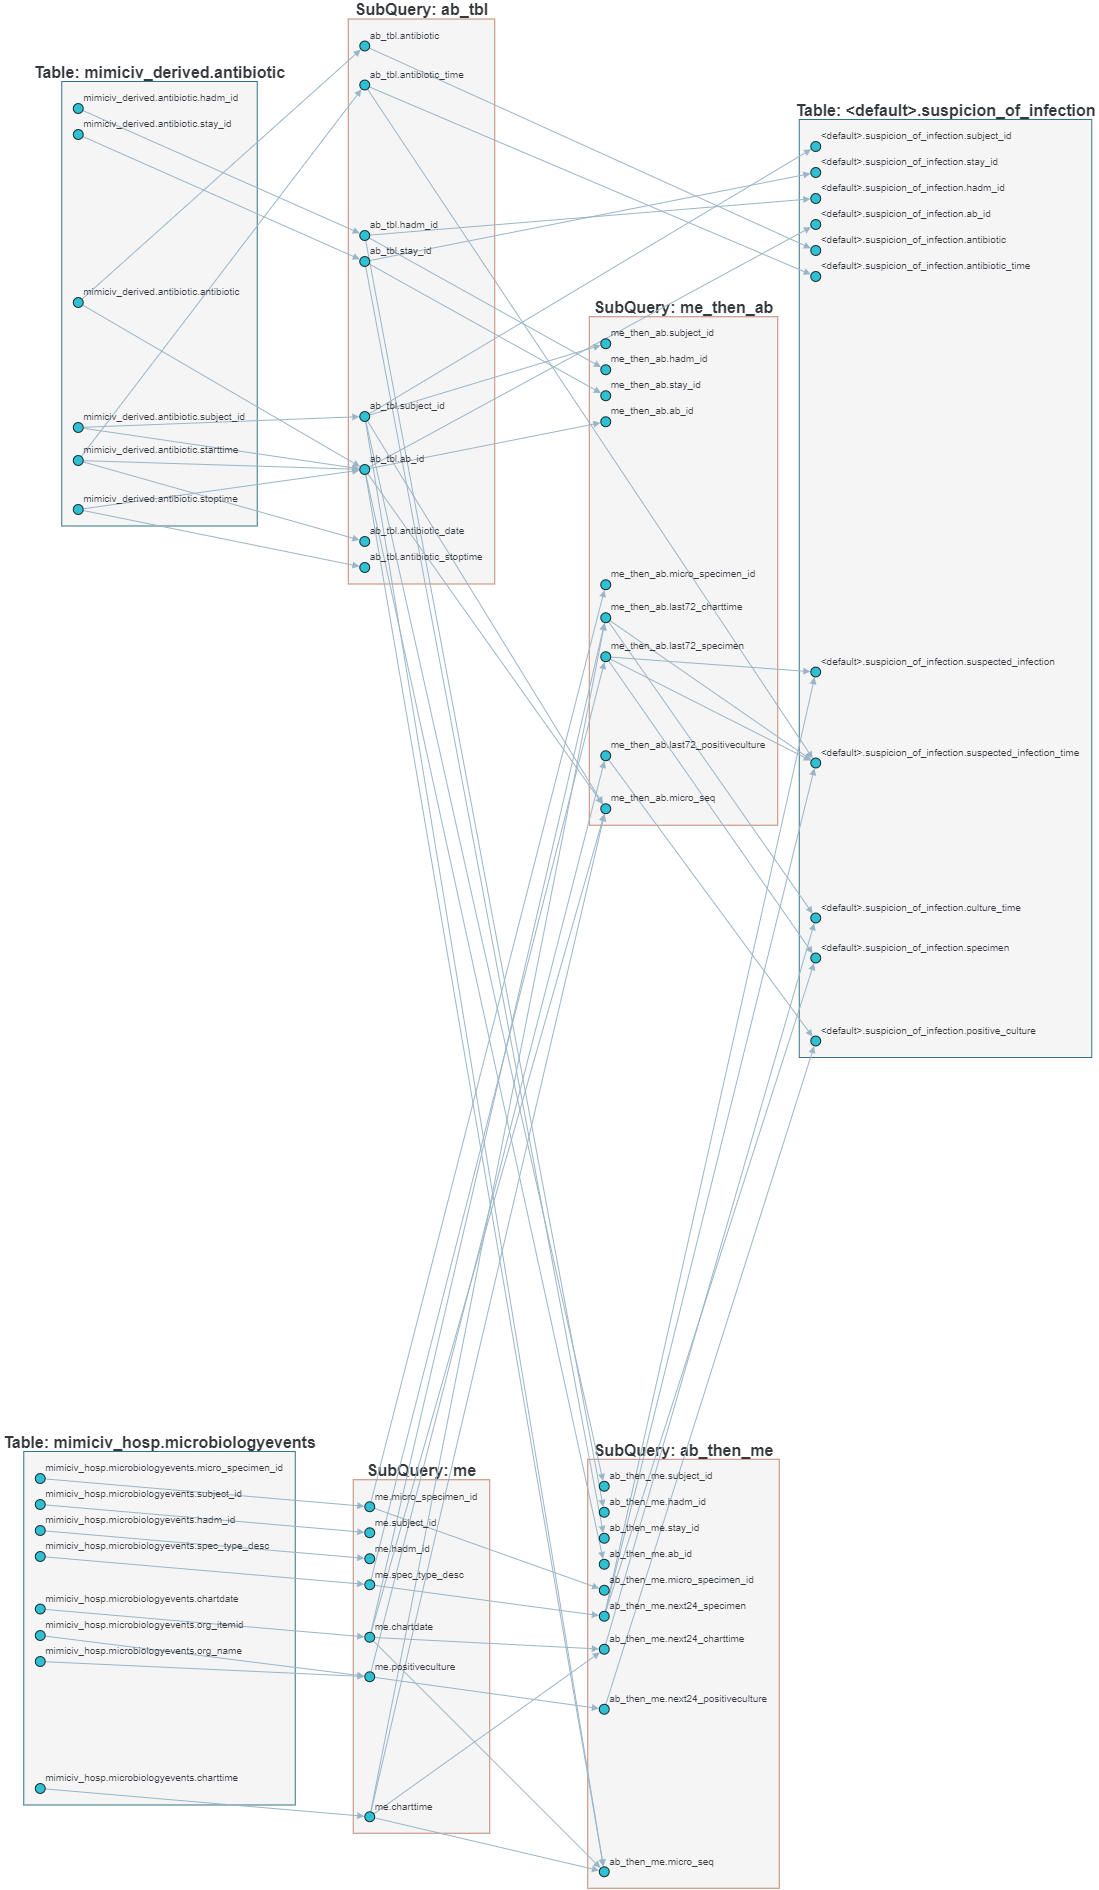 SubQuery: ab_tbl
ab_tbl.antibiotic
ab_tbl.antibiotic_time
ab_tbl.hadm_id
ab_tbl.stay_id
ab_tbl.subject_id
ab_tbl.ab_id
ab_tbl.antibiotic_date
ab_tbl.antibiotic_stoptime
Table: mimiciv_derived.antibiotic
mimiciv_derived.antibiotic.hadm_id
mimiciv_derived.antibiotic.stay_id
mimiciv_derived.antibiotic.antibiotic
mimiciv_derived.antibiotic.subject_id
mimiciv_derived.antibiotic.starttime
mimiciv_derived.antibiotic.stoptime
Table: <default>.suspicion_of_infection
<default>.suspicion_of_infection.subject_id
<default>.suspicion_of_infection.stay_id
<default>.suspicion_of_infection.hadm_id
<default>.suspicion_of_infection.ab_id
<default>.suspicion_of_infection.antibiotic
<default>.suspicion_of_infection.antibiotic_time
<default>.suspicion_of_infection.suspected_infection
<default>.suspicion_of_infection.suspected_infection_time
<default>.suspicion_of_infection.culture_time
<default>.suspicion_of_infection.specimen
<default>.suspicion_of_infection.positive_culture
SubQuery: me_then_ab
me_then_ab.subject_id
me_then_ab.hadm_id
me_then_ab.stay_id
me_then_ab.ab_id
me_then_ab.micro_specimen_id
me_then_ab.last72_charttime
me_then_ab.last72_specimen
me_then_ab.last72_positiveculture
me_then_ab.micro_seq
Table: mimiciv_hosp.microbiologyevents
mimiciv_hosp.microbiologyevents.micro_specimen_id
mimiciv_hosp.microbiologyevents.subject_id
mimiciv_hosp.microbiologyevents.hadm_id
mimiciv_hosp.microbiologyevents.spec_type_desc
mimiciv_hosp.microbiologyevents.chartdate
mimiciv_hosp.microbiologyevents.org_itemid
mimiciv_hosp.microbiologyevents.org_name
mimiciv_hosp.microbiologyevents.charttime
SubQuery: me
me.micro_specimen_id
me.subject_id
me.hadm_id
me.spec_type_desc
me.chartdate
me.positiveculture
me.charttime
SubQuery: ab_then_me
ab_then_me.subject_id
ab_then_me.hadm_id
ab_then_me.stay_id
ab_then_me.ab_id
ab_then_me.micro_specimen_id
ab_then_me.next24_specimen
ab_then_me.next24_charttime
ab_then_me.next24_positiveculture
ab_then_me.micro_seq